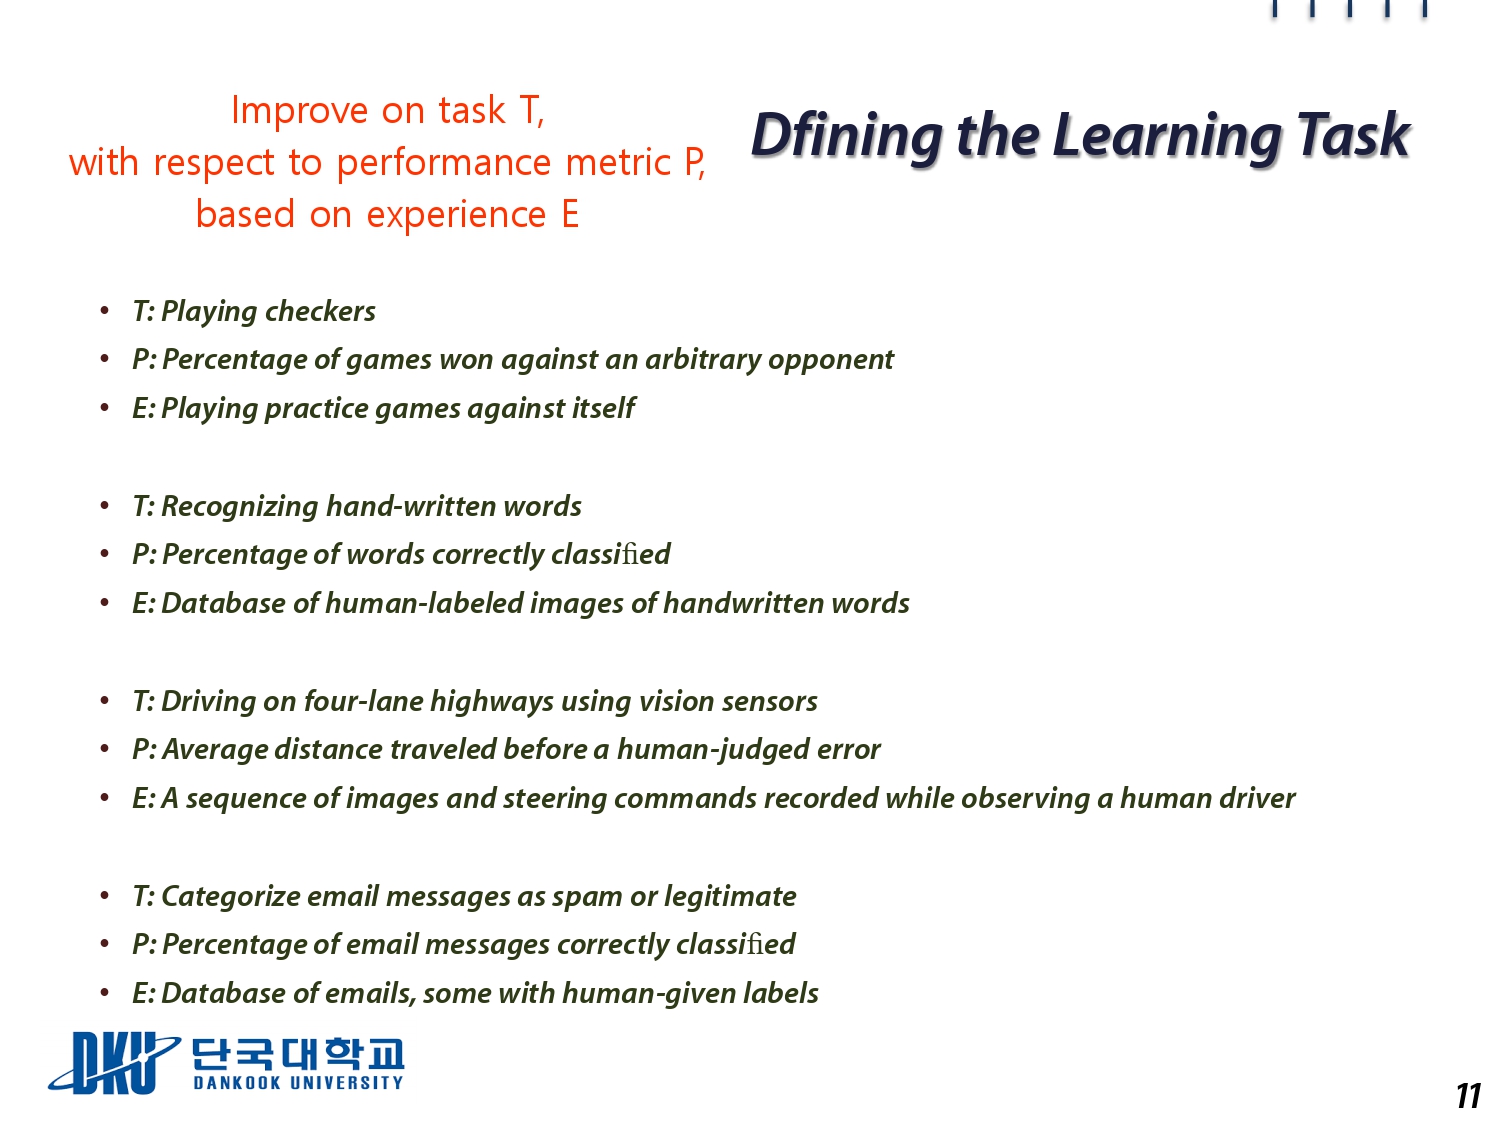 Improve on task T,
with respect to performance metric P,
based on experience E
Dfining the Learning Task
• T: Playing checkers
• P: Percentage of games won against an arbitrary opponent
• E: Playing practice games against itself
• T: Recognizing hand-written words
• P: Percentage of words correctly classified
• E: Database of human-labeled images of handwritten words
• T: Driving on four-lane highways using vision sensors
• P: Average distance traveled before a human-judged error
• E: A sequence of images and steering commands recorded while observing a human driver
• T: Categorize email messages as spam or legitimate
• P: Percentage of email messages correctly classified
• E: Database of emails, some with human-given labels
DKU 단국대학교
DANKOOK UNIVERSITY
11